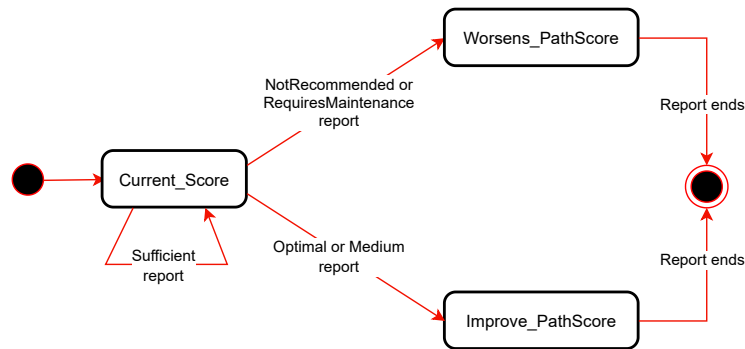 Worsens_PathScore
NotRecommended or
RequiresMaintenance
report
Report ends
Current_Score
Sufficient
report
Optimal or Medium
report
Report ends
Improve_PathScore